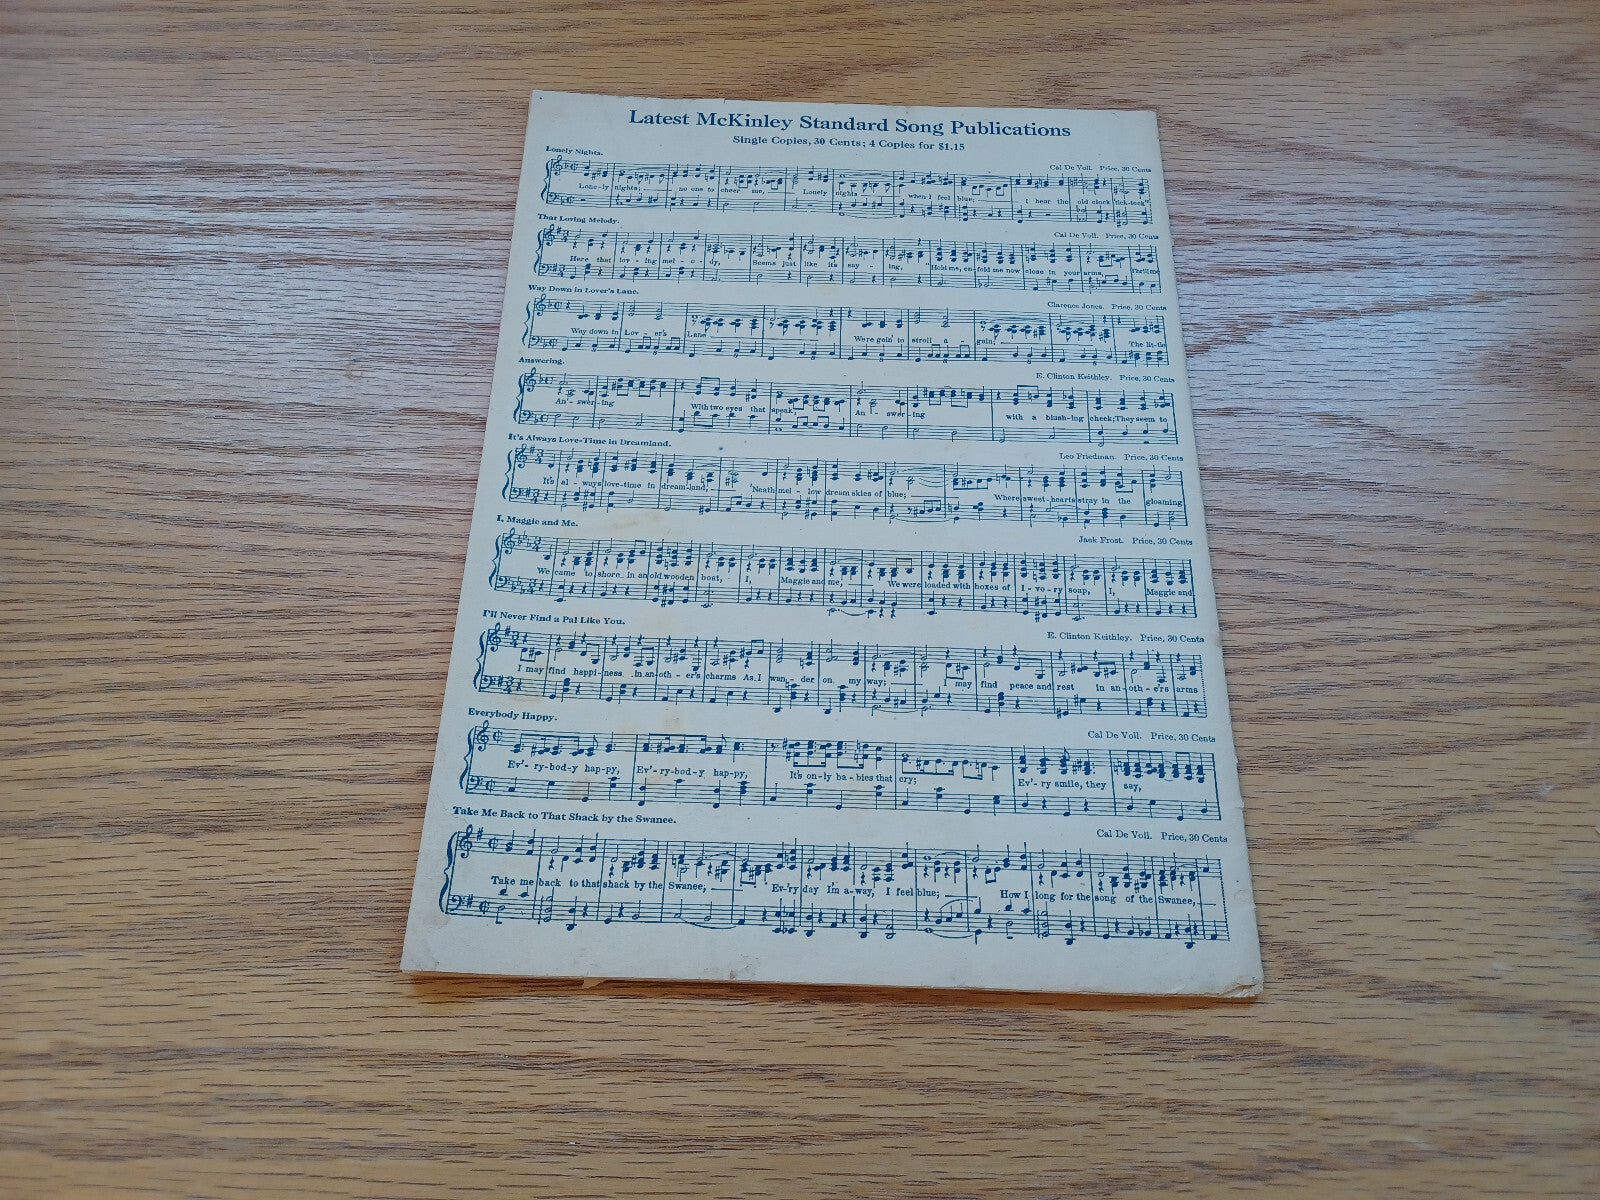 Latest McKinley Standard Song Publications
Single Copies, 30 Cents; 4 Copies for $1.15
Lonely Nights.
Cal De Voll. Price, 30 Cents
Lone-ly nights; no one to cheer me, Lonely nights when I feel blue; I hear the old clock "tick-tock",
That Loving Melody.
Cal De Voll. Price, 30 Cents
Here that lov - ing mel - o - dy, Seems just like it's say - ing, "Hold me, en-fold me now close in your arms, Thrill me
Way Down in Lover's Lane.
Clarence Jones. Price, 30 Cents
Way down in Lov - er's Lane Were goin' to stroll a - gain; The lit-tle
Answering.
E. Clinton Keithley. Price, 30 Cents
An'- swer-ing With two eyes that speak; An'- swer-ing with a blush-ing cheek; They seem to
It's Always Love-Time in Dreamland.
Leo Friedman. Price, 30 Cents
It's al - ways love-time in dream-land, 'Neath mel - low dream skies of blue; Where sweet-hearts stray in the gloaming
I, Maggie and Me.
Jack Frost. Price, 30 Cents
We came to shore in an old wooden boat, I, Maggie and me, We were loaded with boxes of I - vo - ry soap, I, Maggie and
I'll Never Find a Pal Like You.
E. Clinton Keithley. Price, 30 Cents
I may find happi-ness in an-oth-er's charms As I wan-der on my way; I may find peace and rest in an-oth-er's arms
Everybody Happy.
Cal De Voll. Price, 30 Cents
Ev'- ry-bod-y hap-py, Ev'- ry-bod-y hap-py, It's on-ly ba-bies that cry; Ev'- ry smile, they say,
Take Me Back to That Shack by the Swanee.
Cal De Voll. Price, 30 Cents
Take me back to that shack by the Swanee; Ev-'ry day I'm a-way, I feel blue; How I long for the song of the Swanee,